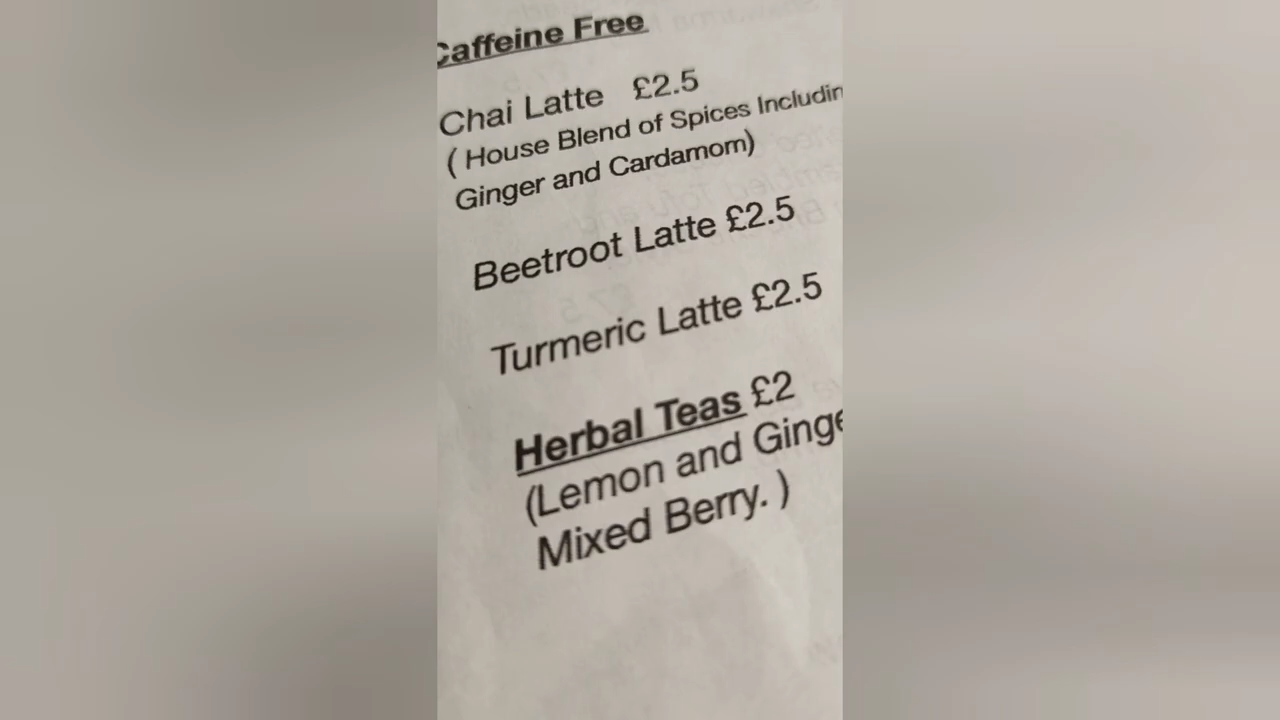 Caffeine Free
Chai Latte £2.5
( House Blend of Spices Includin
Ginger and Cardamom)
Beetroot Latte £2.5
Turmeric Latte £2.5
Herbal Teas £2
(Lemon and Ginge
Mixed Berry. )